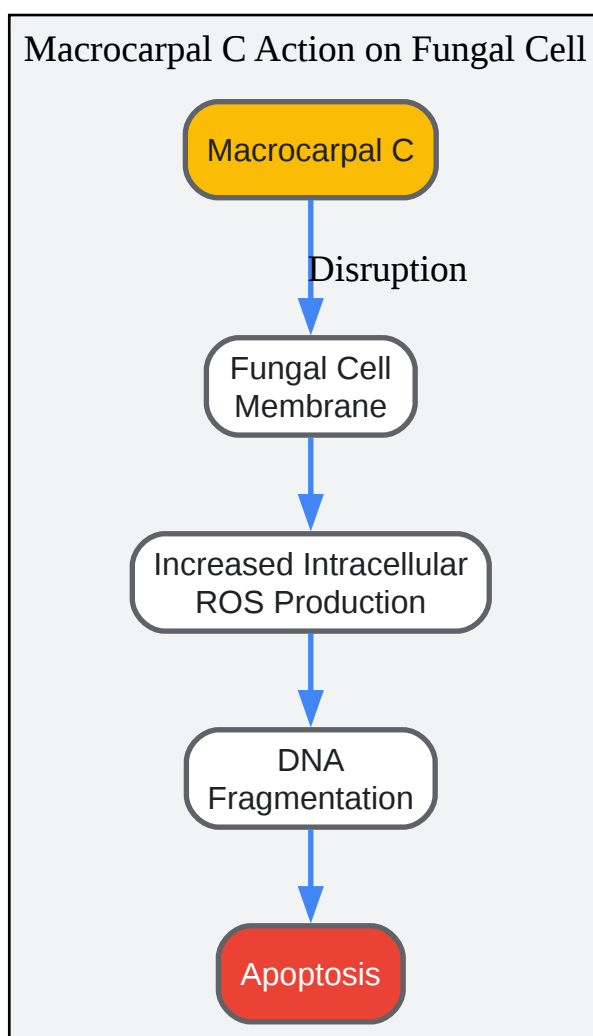 Macrocarpal C Action on Fungal Cell
Macrocarpal C
Disruption
Fungal Cell
Membrane
Increased Intracellular
ROS Production
DNA
Fragmentation
Apoptosis